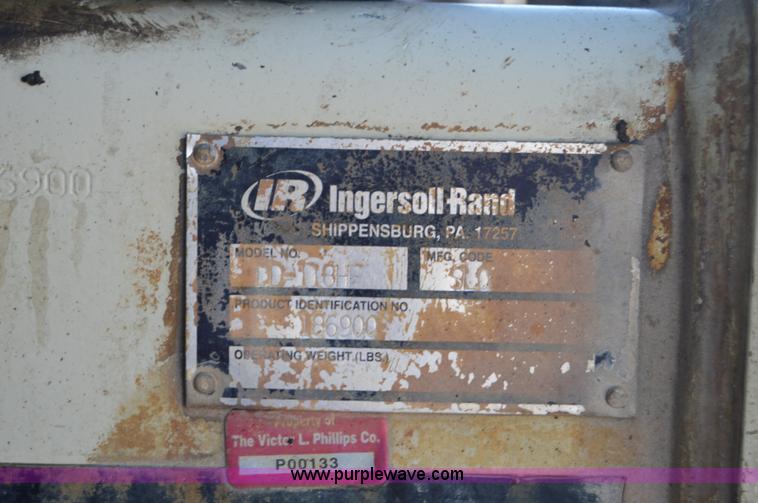 6900
IR Ingersoll-Rand
SHIPPENSBURG, PA. 17257
MODEL NO. MFG. CODE
PRODUCT IDENTIFICATION NO.
186900
OPERATING WEIGHT (LBS.)
Property of
The Victor L. Phillips Co.
P00133
www.purplewave.com